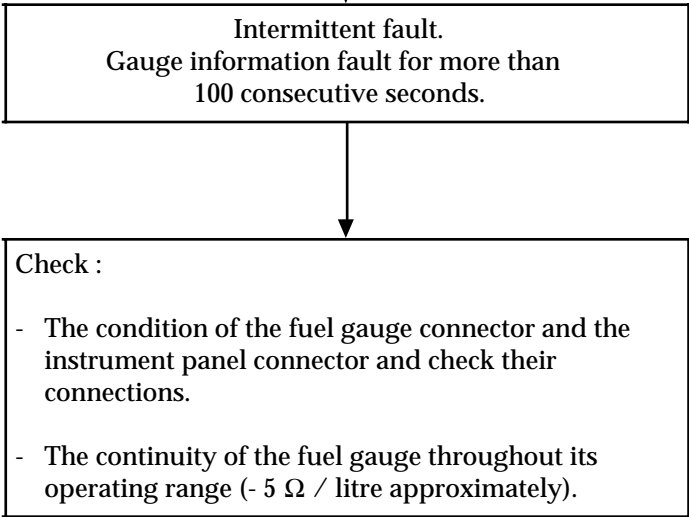 Intermittent fault.
Gauge information fault for more than
100 consecutive seconds.
Check :
- The condition of the fuel gauge connector and the
instrument panel connector and check their
connections.
- The continuity of the fuel gauge throughout its
operating range (- 5 Ω / litre approximately).